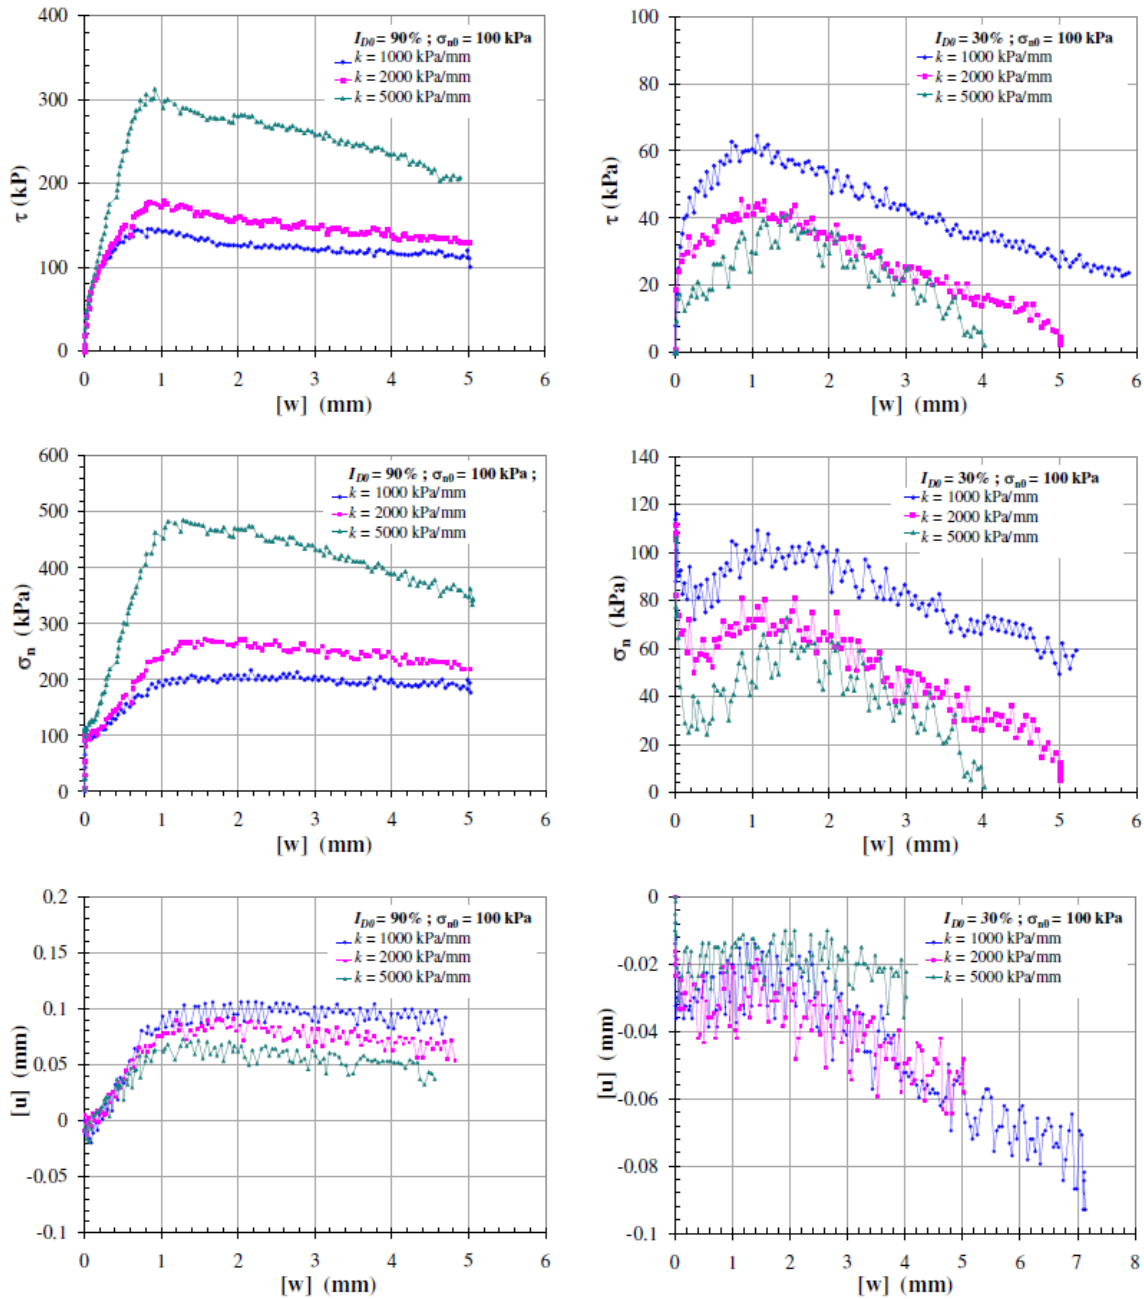 400
300
200
100
0
τ (kP)
I_D0 = 90% ; σ_n0 = 100 kPa
k = 1000 kPa/mm
k = 2000 kPa/mm
k = 5000 kPa/mm
0 1 2 3 4 5 6
[w] (mm)
100
80
60
40
20
0
τ (kPa)
I_D0 = 30% ; σ_n0 = 100 kPa
k = 1000 kPa/mm
k = 2000 kPa/mm
k = 5000 kPa/mm
0 1 2 3 4 5 6
[w] (mm)
600
500
400
300
200
100
0
σ_n (kPa)
I_D0 = 90% ; σ_n0 = 100 kPa ;
k = 1000 kPa/mm
k = 2000 kPa/mm
k = 5000 kPa/mm
0 1 2 3 4 5 6
[w] (mm)
140
120
100
80
60
40
20
0
σ_n (kPa)
I_D0 = 30% ; σ_n0 = 100 kPa
k = 1000 kPa/mm
k = 2000 kPa/mm
k = 5000 kPa/mm
0 1 2 3 4 5 6
[w] (mm)
0.2
0.15
0.1
0.05
0
-0.05
-0.1
[u] (mm)
I_D0 = 90% ; σ_n0 = 100 kPa
k = 1000 kPa/mm
k = 2000 kPa/mm
k = 5000 kPa/mm
0 1 2 3 4 5 6
[w] (mm)
0
-0.02
-0.04
-0.06
-0.08
-0.1
[u] (mm)
I_D0 = 30% ; σ_n0 = 100 kPa
k = 1000 kPa/mm
k = 2000 kPa/mm
k = 5000 kPa/mm
0 1 2 3 4 5 6 7 8
[w] (mm)